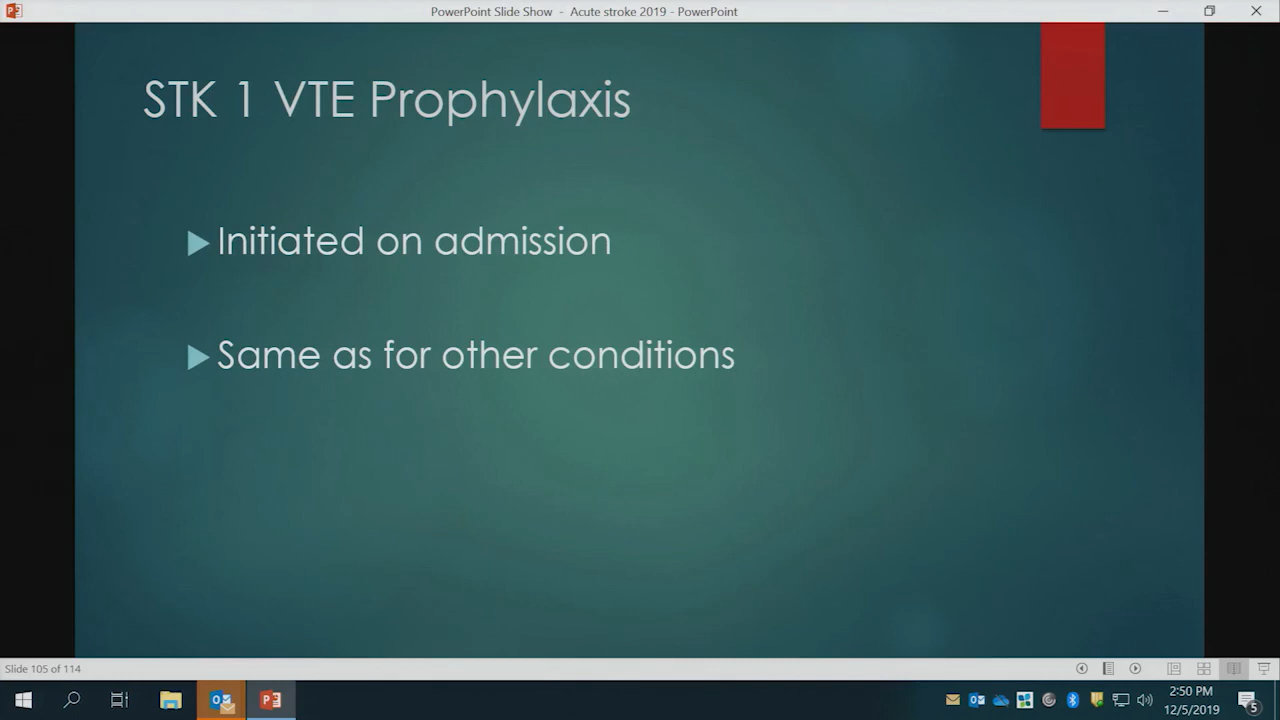 PowerPoint Slide Show - Acute stroke 2019 - PowerPoint
STK 1 VTE Prophylaxis
Initiated on admission
Same as for other conditions
Slide 105 of 114
2:50 PM
12/5/2019
5